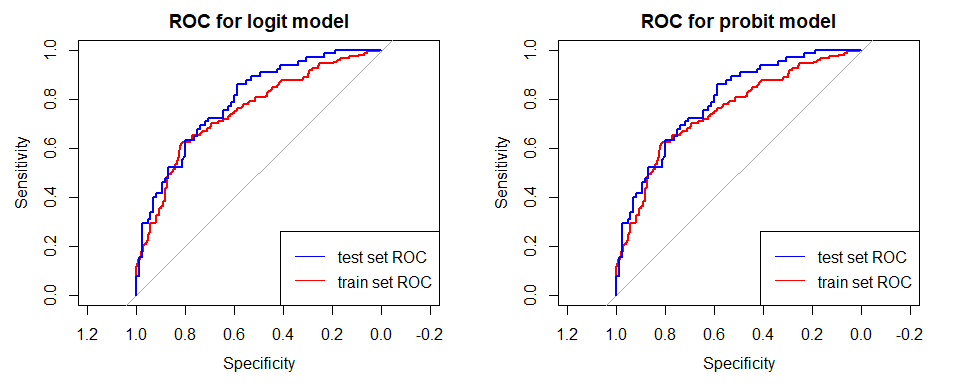 ROC for logit model
Sensitivity
1.0
0.8
0.6
0.4
0.2
0.0
test set ROC
train set ROC
1.2 1.0 0.8 0.6 0.4 0.2 0.0 -0.2
Specificity
ROC for probit model
Sensitivity
1.0
0.8
0.6
0.4
0.2
0.0
test set ROC
train set ROC
1.2 1.0 0.8 0.6 0.4 0.2 0.0 -0.2
Specificity